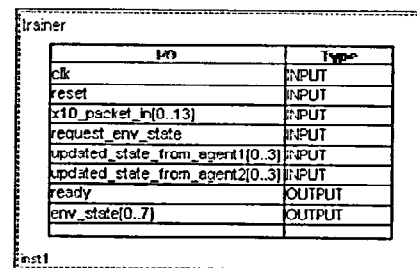 trainer
I/O Type
clk INPUT
reset INPUT
x10_packet_in[0..13] INPUT
request_env_state INPUT
updated_state_from_agent1[0..3] INPUT
updated_state_from_agent2[0..3] INPUT
ready OUTPUT
env_state[0..7] OUTPUT
inst1